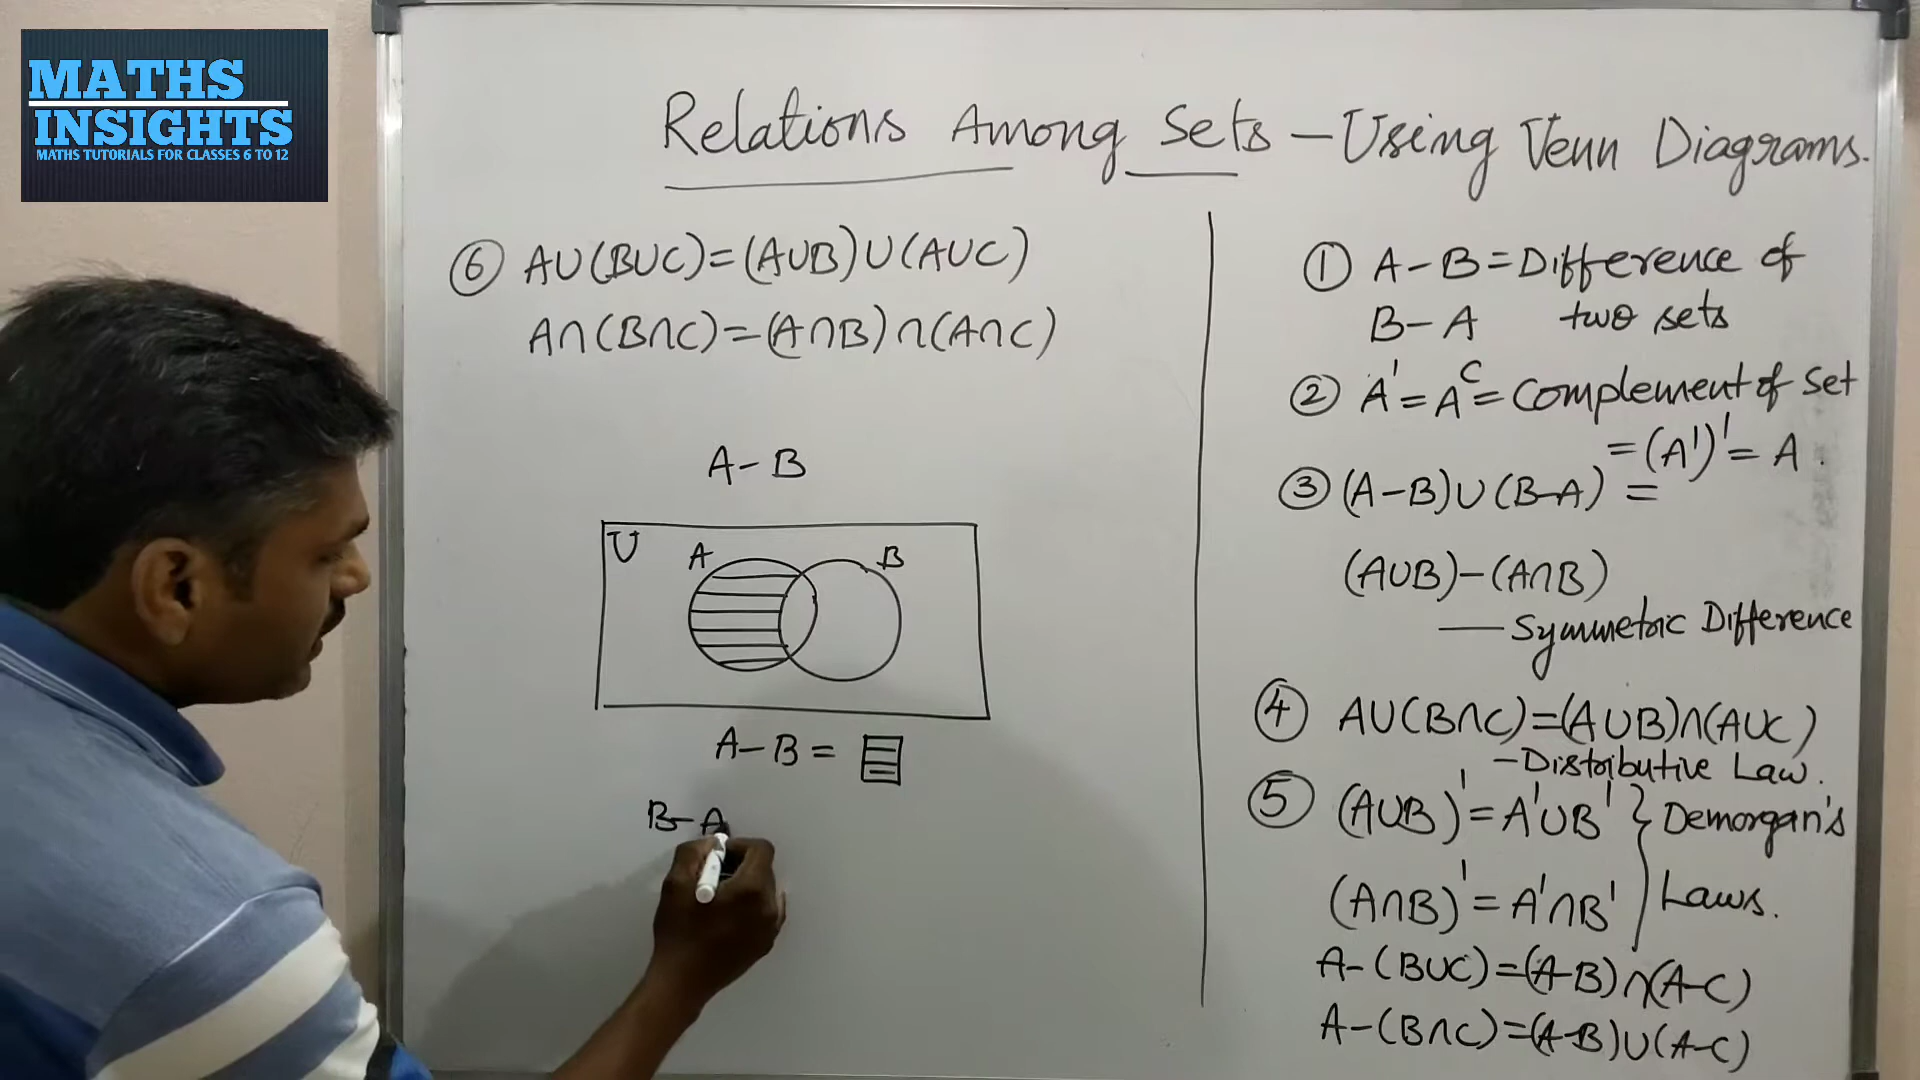 MATHS
INSIGHTS
MATHS TUTORIALS FOR CLASSES 6 TO 12
Relations Among Sets – Using Venn Diagrams.
⑥ A∪(B∪C)=(A∪B)∪(A∪C)
A∩(B∩C)=(A∩B)∩(A∩C)
A-B
U
A
B
A-B=
B-A
① A-B=Difference of
B-A two sets
② A'=Aᶜ=Complement of set
=(A')'=A.
③ (A-B)∪(B-A) =
(A∪B)-(A∩B)
— Symmetric Difference
④ A∪(B∩C)=(A∪B)∩(A∪C)
-Distributive Law.
⑤ (A∪B)'=A'∪B' } Demorgan's
(A∩B)'=A'∩B' Laws.
A-(B∪C)=(A-B)∩(A-C)
A-(B∩C)=(A-B)∪(A-C)